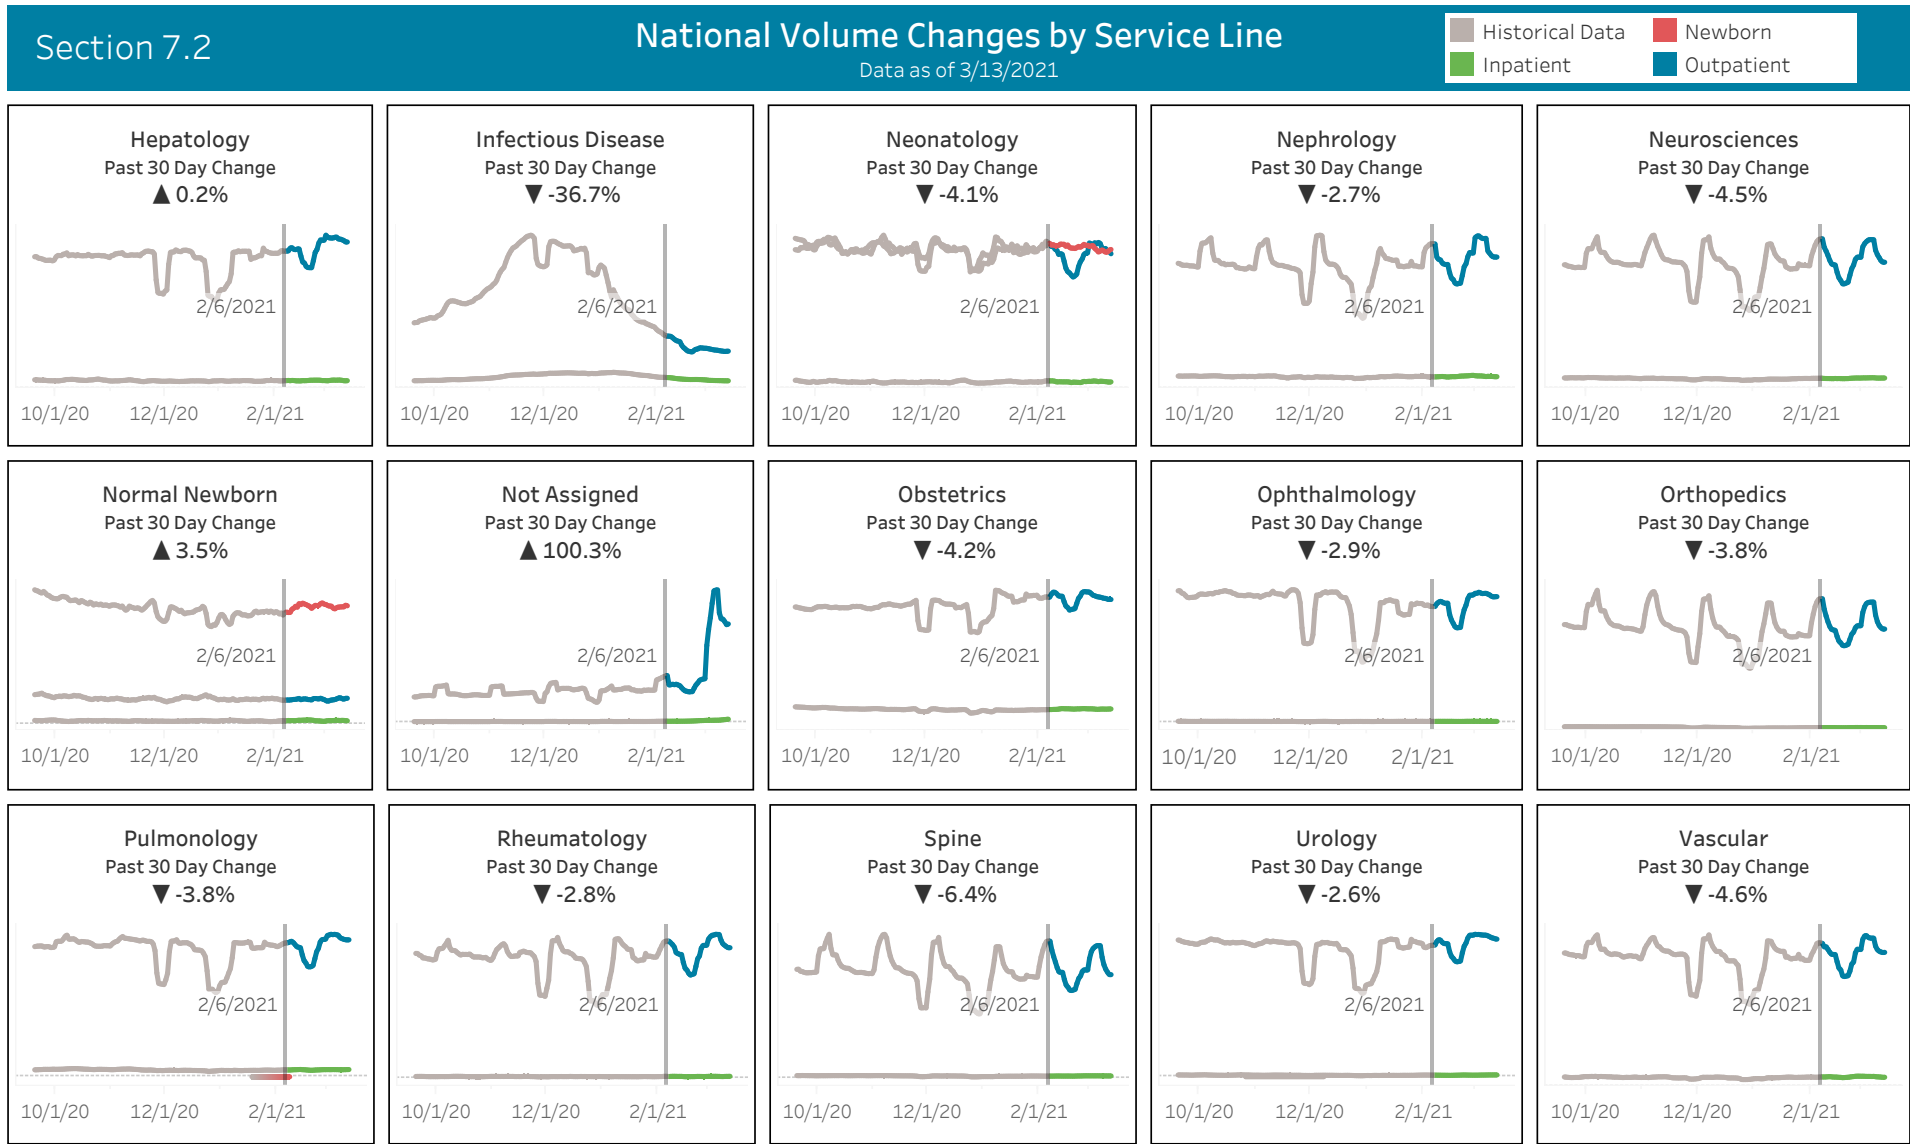 Section 7.2
National Volume Changes by Service Line
Data as of 3/13/2021
Historical Data
Newborn
Inpatient
Outpatient
Hepatology
Past 30 Day Change
▲ 0.2%
2/6/2021
10/1/20 12/1/20 2/1/21
Infectious Disease
Past 30 Day Change
▼ -36.7%
2/6/2021
10/1/20 12/1/20 2/1/21
Neonatology
Past 30 Day Change
▼ -4.1%
2/6/2021
10/1/20 12/1/20 2/1/21
Nephrology
Past 30 Day Change
▼ -2.7%
2/6/2021
10/1/20 12/1/20 2/1/21
Neurosciences
Past 30 Day Change
▼ -4.5%
2/6/2021
10/1/20 12/1/20 2/1/21
Normal Newborn
Past 30 Day Change
▲ 3.5%
2/6/2021
10/1/20 12/1/20 2/1/21
Not Assigned
Past 30 Day Change
▲ 100.3%
2/6/2021
10/1/20 12/1/20 2/1/21
Obstetrics
Past 30 Day Change
▼ -4.2%
2/6/2021
10/1/20 12/1/20 2/1/21
Ophthalmology
Past 30 Day Change
▼ -2.9%
2/6/2021
10/1/20 12/1/20 2/1/21
Orthopedics
Past 30 Day Change
▼ -3.8%
2/6/2021
10/1/20 12/1/20 2/1/21
Pulmonology
Past 30 Day Change
▼ -3.8%
2/6/2021
10/1/20 12/1/20 2/1/21
Rheumatology
Past 30 Day Change
▼ -2.8%
2/6/2021
10/1/20 12/1/20 2/1/21
Spine
Past 30 Day Change
▼ -6.4%
2/6/2021
10/1/20 12/1/20 2/1/21
Urology
Past 30 Day Change
▼ -2.6%
2/6/2021
10/1/20 12/1/20 2/1/21
Vascular
Past 30 Day Change
▼ -4.6%
2/6/2021
10/1/20 12/1/20 2/1/21